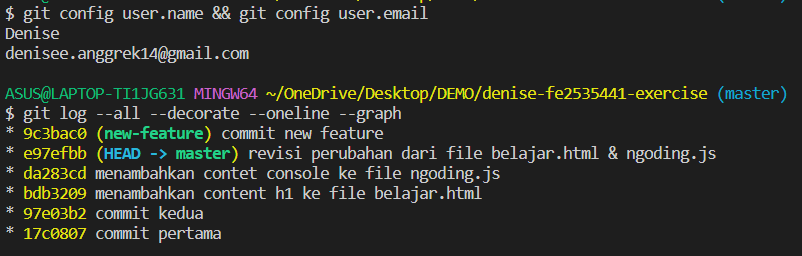 $ git config user.name && git config user.email
Denise
denisee.anggrek14@gmail.com
ASUS@LAPTOP-TI1JG631 MINGW64 ~/OneDrive/Desktop/DEMO/denise-fe2535441-exercise (master)
$ git log --all --decorate --oneline --graph
* 9c3bac0 (new-feature) commit new feature
* e97efbb (HEAD -> master) revisi perubahan dari file belajar.html & ngoding.js
* da283cd menambahkan contet console ke file ngoding.js
* bdb3209 menambahkan content h1 ke file belajar.html
* 97e03b2 commit kedua
* 17c0807 commit pertama